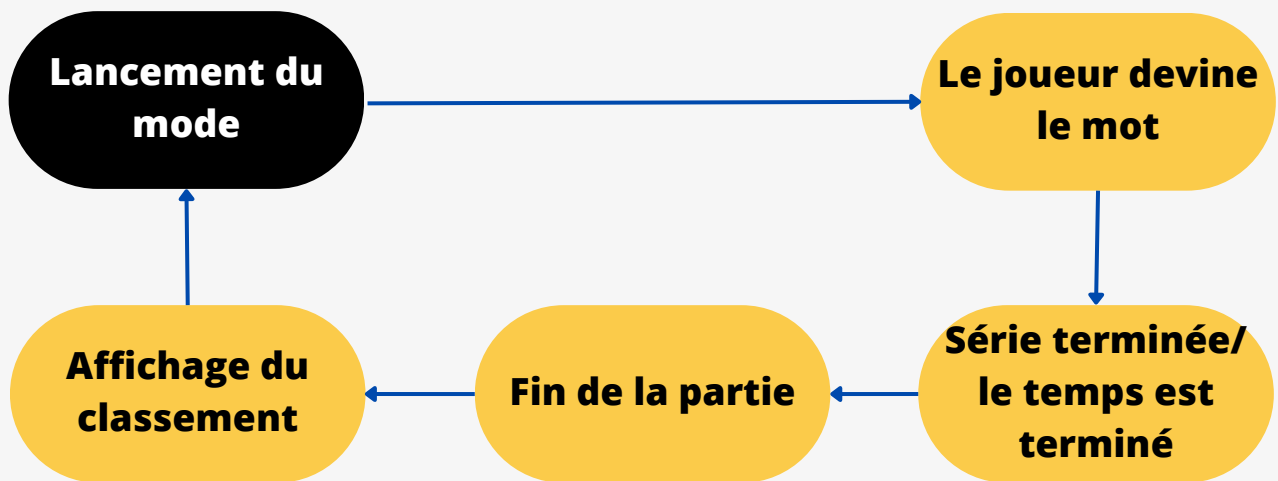 Lancement du
mode
Le joueur devine
le mot
Série terminée/
le temps est
terminé
Fin de la partie
Affichage du
classement